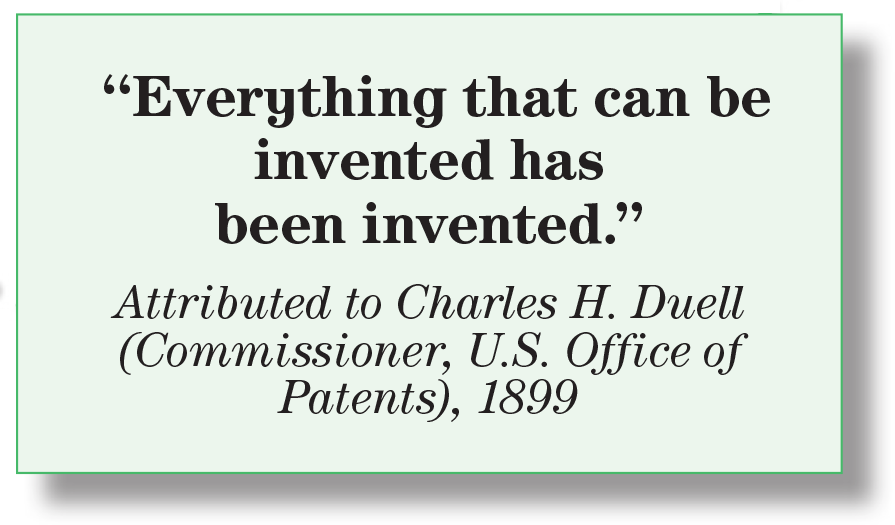 “Everything that can be
invented has
been invented.”
Attributed to Charles H. Duell
(Commissioner, U.S. Office of
Patents), 1899